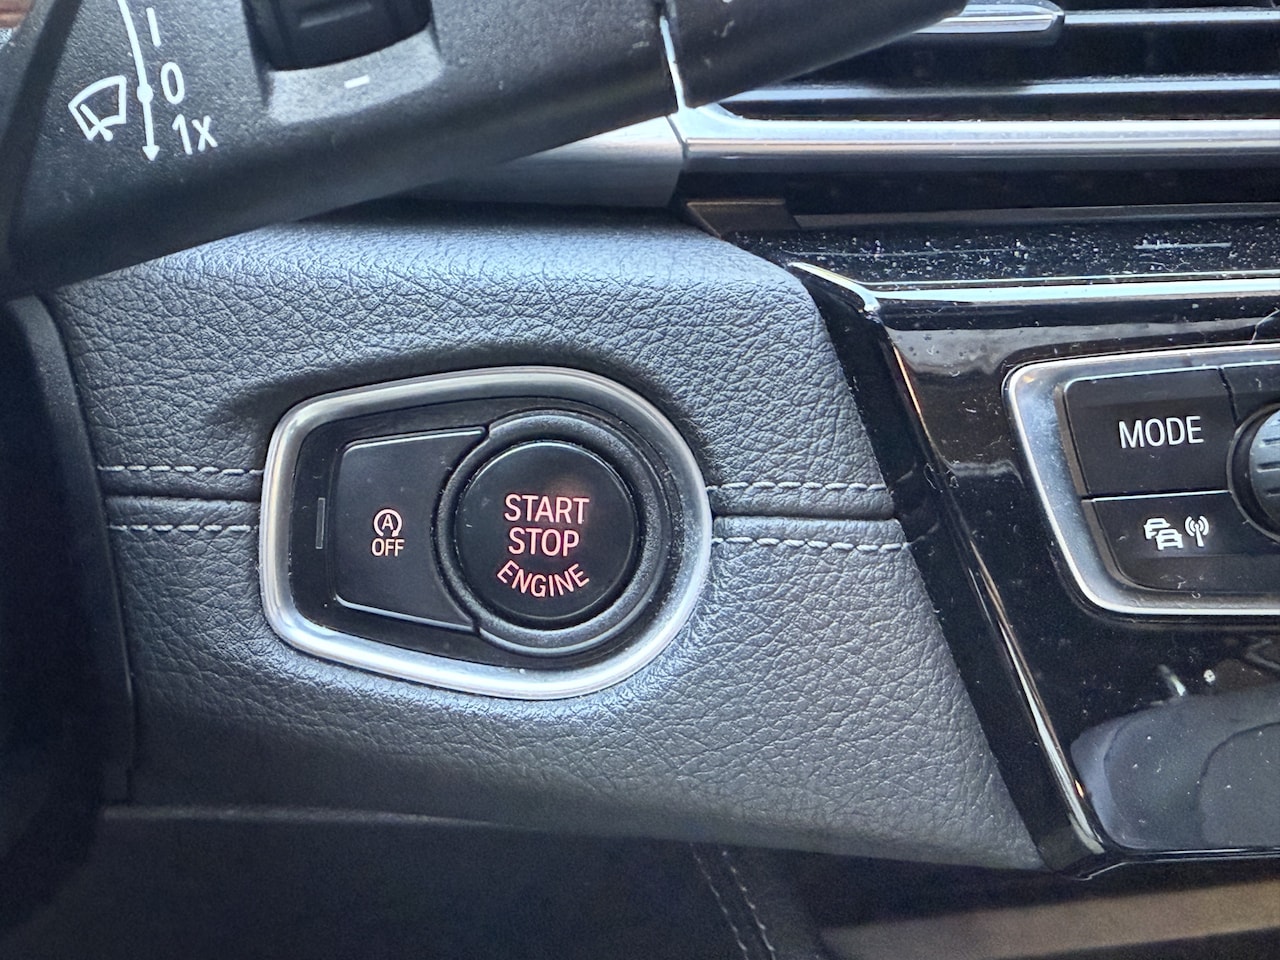 0
1x
MODE
A
OFF
START
STOP
ENGINE